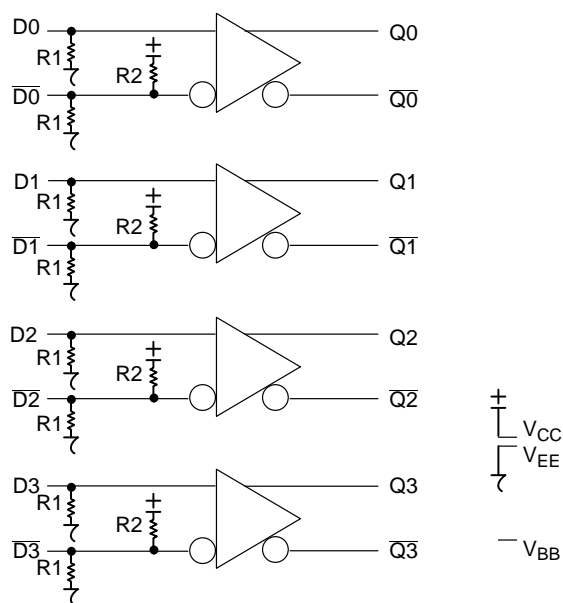 D0 Q0
R1
R2
D0 Q0
R1
D1 Q1
R1
R2
D1 Q1
R1
D2 Q2
R1
R2
D2 Q2
R1
VCC
VEE
D3 Q3
R1
R2
D3 Q3
R1
VBB